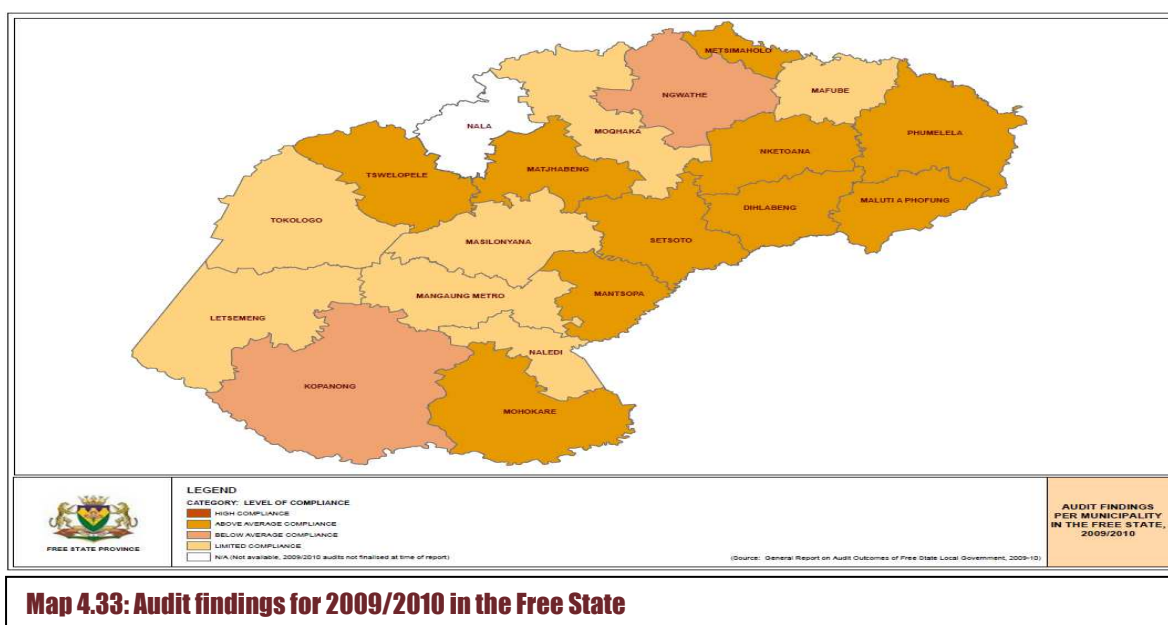 METSIMAHOLO
NGWATHE
MAFUBE
NALA
MOQHAKA
PHUMELELA
NKETOANA
MATJHABENG
TSWELOPELE
MALUTI A PHOFUNG
DIHLABENG
TOKOLOGO
SETSOTO
MASILONYANA
MANTSOPA
MANGAUNG METRO
LETSEMENG
NALEDI
KOPANONG
MOHOKARE
FREE STATE PROVINCE
LEGEND
CATEGORY: LEVEL OF COMPLIANCE
HIGH COMPLIANCE
ABOVE AVERAGE COMPLIANCE
BELOW AVERAGE COMPLIANCE
LIMITED COMPLIANCE
N/A (Not available, 2009/2010 audits not finalised at time of report)
(Source: General Report on Audit Outcomes of Free State Local Government, 2009-10)
AUDIT FINDINGS
PER MUNICIPALITY
IN THE FREE STATE,
2009/2010
Map 4.33: Audit findings for 2009/2010 in the Free State